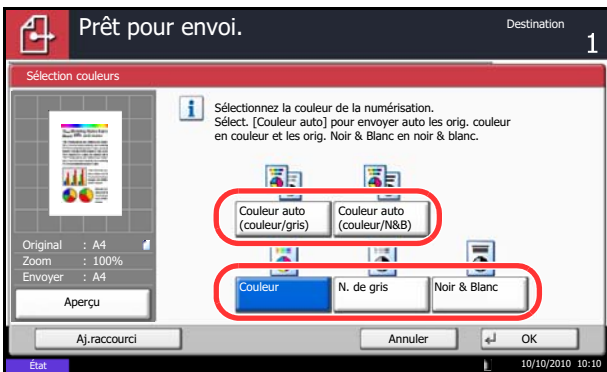 Prêt pour envoi.
Destination
1
Sélection couleurs
Sélectionnez la couleur de la numérisation.
Sélect. [Couleur auto] pour envoyer auto les orig. couleur
en couleur et les orig. Noir & Blanc en noir & blanc.
Couleur auto
(couleur/gris)
Couleur auto
(couleur/N&B)
Original : A4
Zoom : 100%
Envoyer : A4
Aperçu
Couleur
N. de gris
Noir & Blanc
Aj.raccourci
Annuler
OK
État
10/10/2010 10:10